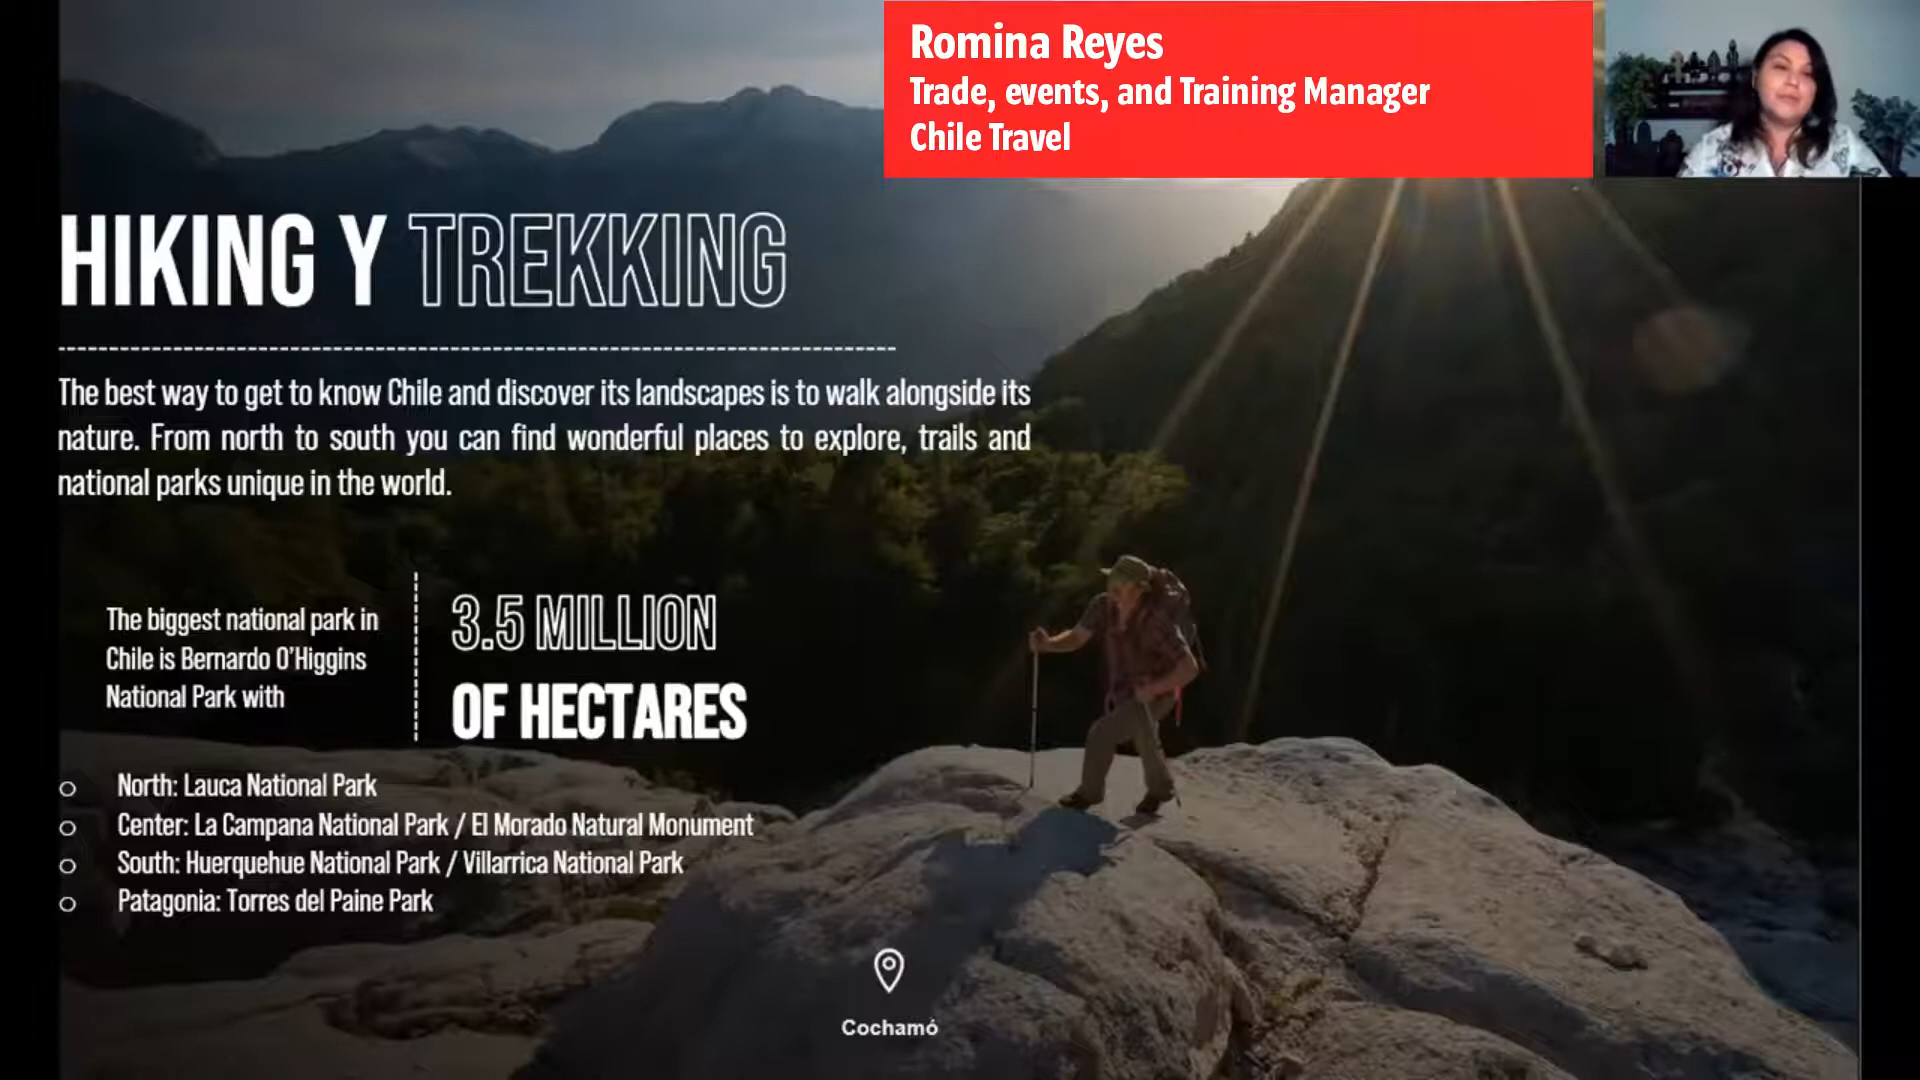 Romina Reyes
Trade, events, and Training Manager
Chile Travel
HIKING Y TREKKING
The best way to get to know Chile and discover its landscapes is to walk alongside its
nature. From north to south you can find wonderful places to explore, trails and
national parks unique in the world.
The biggest national park in
Chile is Bernardo O'Higgins
National Park with
3.5 MILLION
OF HECTARES
North: Lauca National Park
Center: La Campana National Park / El Morado Natural Monument
South: Huerquehue National Park / Villarrica National Park
Patagonia: Torres del Paine Park
Cochamó